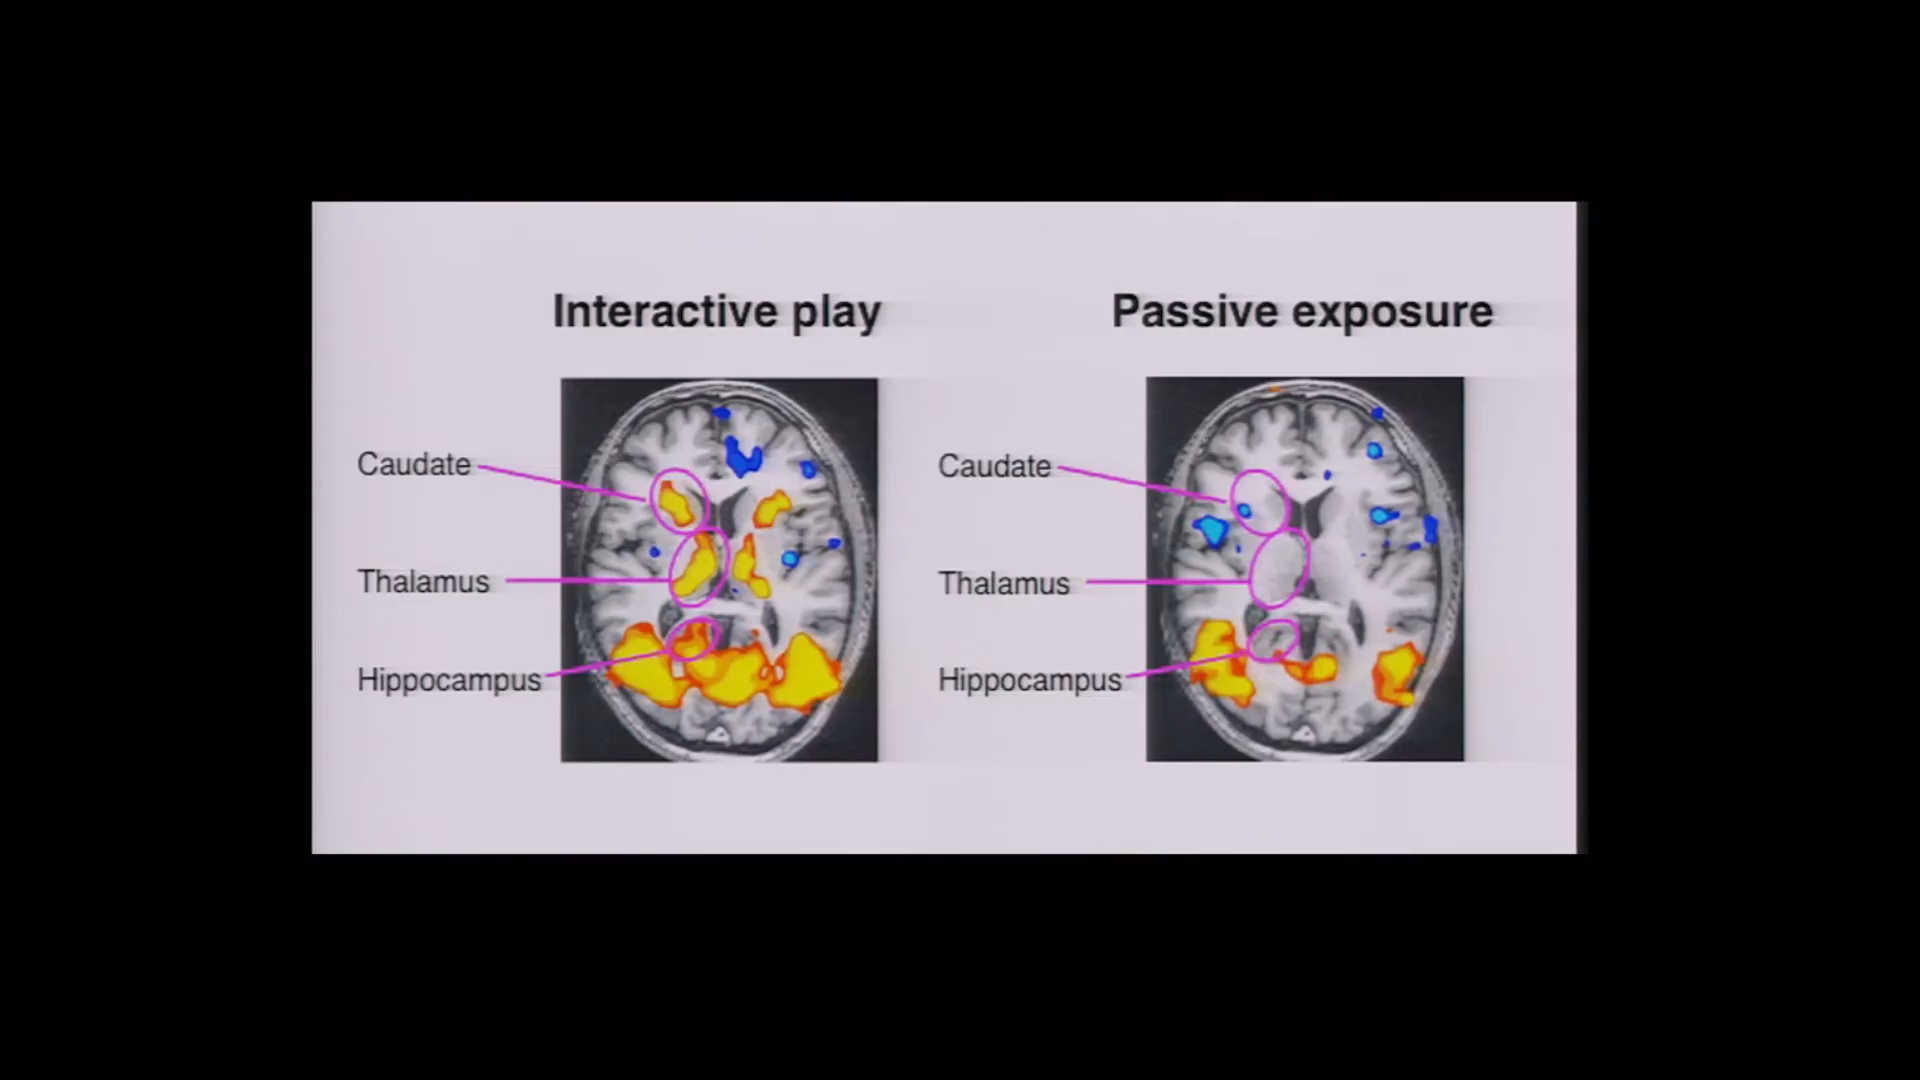 Interactive play
Passive exposure
Caudate
Thalamus
Hippocampus
Caudate
Thalamus
Hippocampus